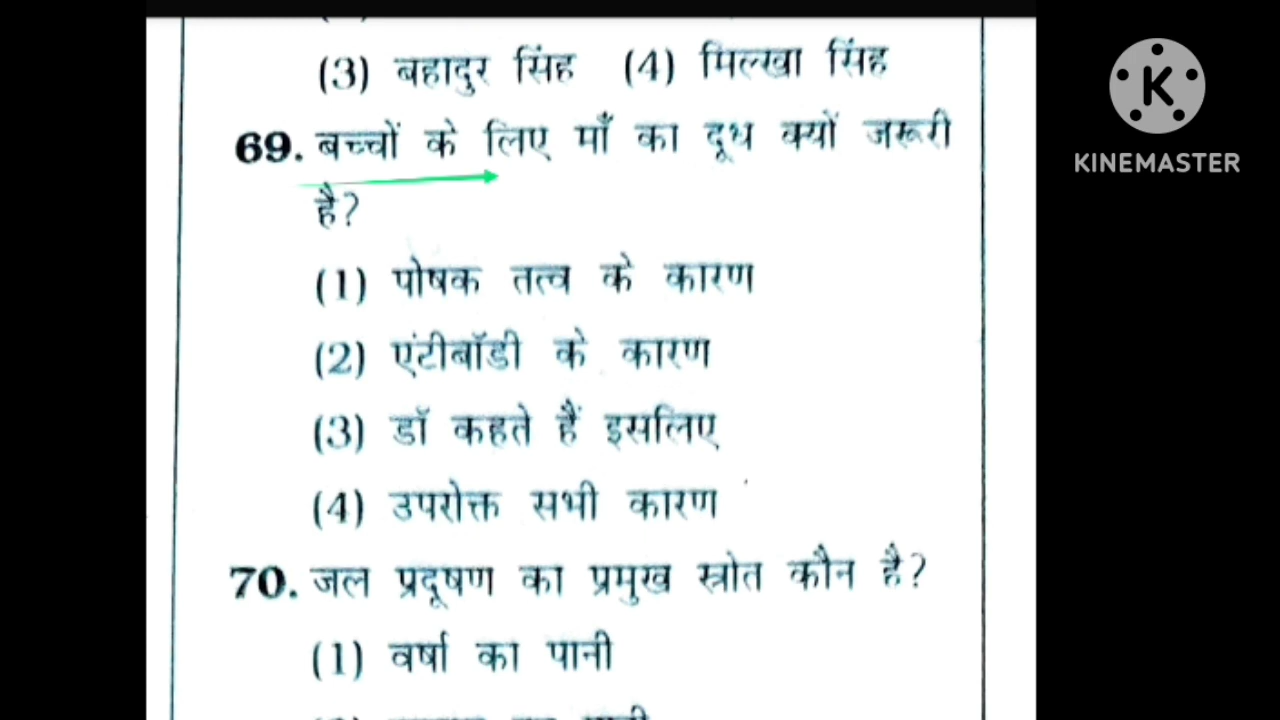 (3) बहादुर सिंह (4) मिल्खा सिंह
69. बच्चों के लिए माँ का दूध क्यों जरूरी
है?
(1) पोषक तत्व के कारण
(2) एंटीबॉडी के कारण
(3) डॉ कहते हैं इसलिए
(4) उपरोक्त सभी कारण
70. जल प्रदूषण का प्रमुख स्रोत कौन है?
(1) वर्षा का पानी
K
KINEMASTER